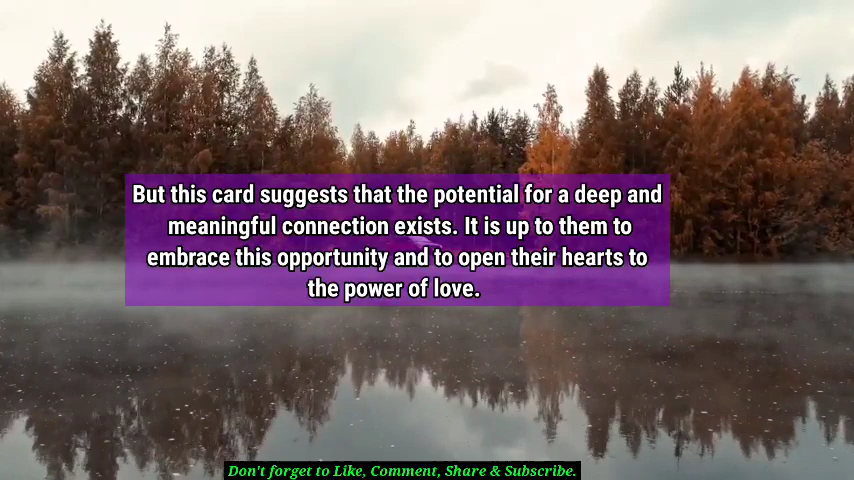 But this card suggests that the potential for a deep and
meaningful connection exists. It is up to them to
embrace this opportunity and to open their hearts to
the power of love.
Don't forget to Like, Comment, Share & Subscribe.